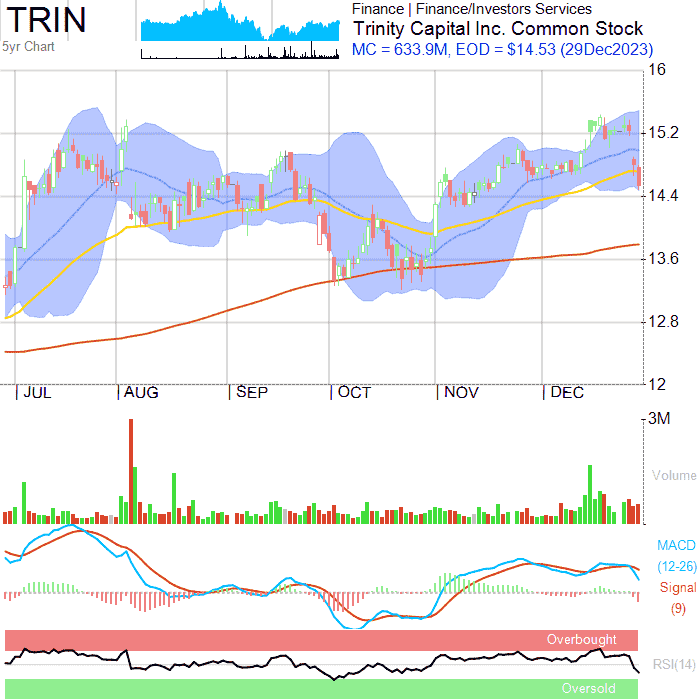 TRIN
5yr Chart
Finance | Finance/Investors Services
Trinity Capital Inc. Common Stock
MC = 633.9M, EOD = $14.53 (29Dec2023)
16
15.2
14.4
13.6
12.8
12
JUL AUG SEP OCT NOV DEC
3M
Volume
MACD
(12-26)
Signal
(9)
Overbought
RSI(14)
Oversold